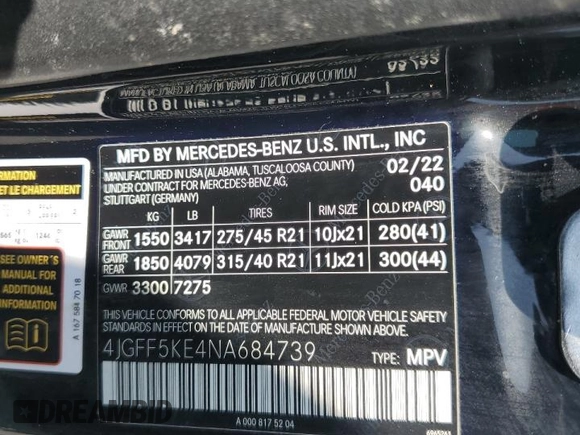 MFD BY MERCEDES-BENZ U.S. INTL., INC
MANUFACTURED IN USA (ALABAMA, TUSCALOOSA COUNTY) 02/22
UNDER CONTRACT FOR MERCEDES-BENZ AG, 040
STUTTGART (GERMANY)
KG LB TIRES RIM SIZE COLD KPA (PSI)
GAWR FRONT 1550 3417 275/45 R21 10Jx21 280(41)
GAWR REAR 1850 4079 315/40 R21 11Jx21 300(44)
GVWR 3300 7275
THIS VEHICLE CONFORMS TO ALL APPLICABLE FEDERAL MOTOR VEHICLE SAFETY
STANDARDS IN EFFECT ON THE DATE OF MANUFACTURE SHOWN ABOVE.
4JGFF5KE4NA684739 TYPE: MPV
A 000 817 52 04
ORMATION
ET LE CHARGEMENT
SEE OWNER'S
MANUAL FOR
ADDITIONAL
INFORMATION
A 167 584 70 18
DREAMBID